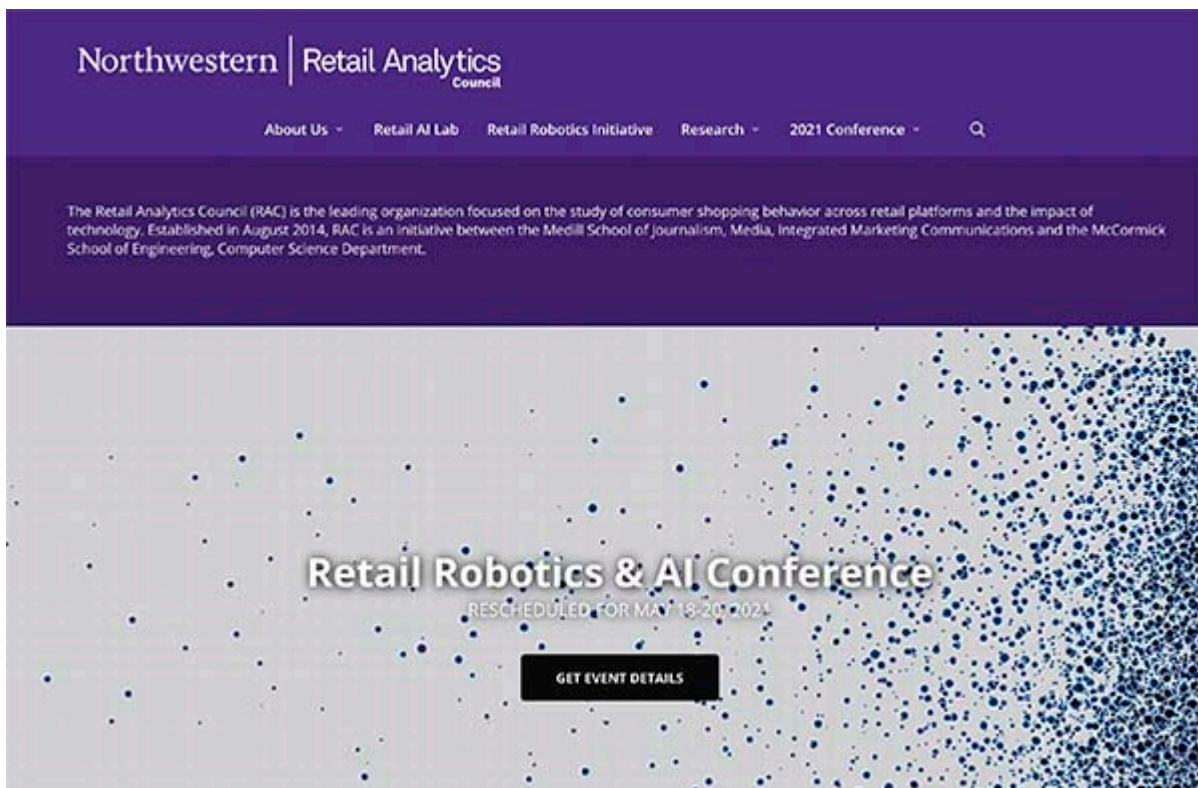 Northwestern Retail Analytics
Council
About Us Retail AI Lab Retail Robotics Initiative Research 2021 Conference
The Retail Analytics Council (RAC) is the leading organization focused on the study of consumer shopping behavior across retail platforms and the impact of
technology. Established in August 2014, RAC is an initiative between the Medill School of Journalism, Media, Integrated Marketing Communications and the McCormick
School of Engineering, Computer Science Department.
Retail Robotics & AI Conference
RESCHEDULED FOR MAY 18-20, 2021
GET EVENT DETAILS